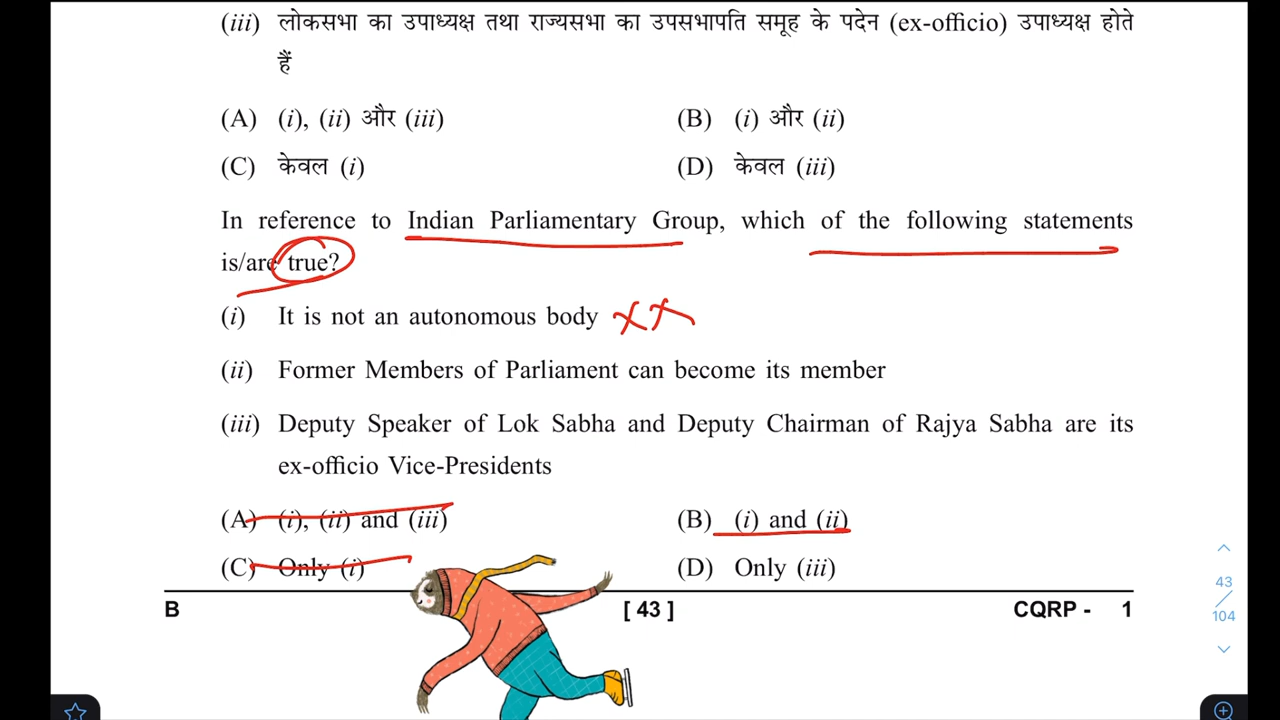 (iii) लोकसभा का उपाध्यक्ष तथा राज्यसभा का उपसभापति समूह के पदेन (ex-officio) उपाध्यक्ष होते
हैं
(A) (i), (ii) और (iii) (B) (i) और (ii)
(C) केवल (i) (D) केवल (iii)
In reference to Indian Parliamentary Group, which of the following statements
is/are true?
(i) It is not an autonomous body
(ii) Former Members of Parliament can become its member
(iii) Deputy Speaker of Lok Sabha and Deputy Chairman of Rajya Sabha are its
ex-officio Vice-Presidents
(A) (i), (ii) and (iii) (B) (i) and (ii)
(C) Only (i) (D) Only (iii)
B [ 43 ] CQRP - 1
43
104